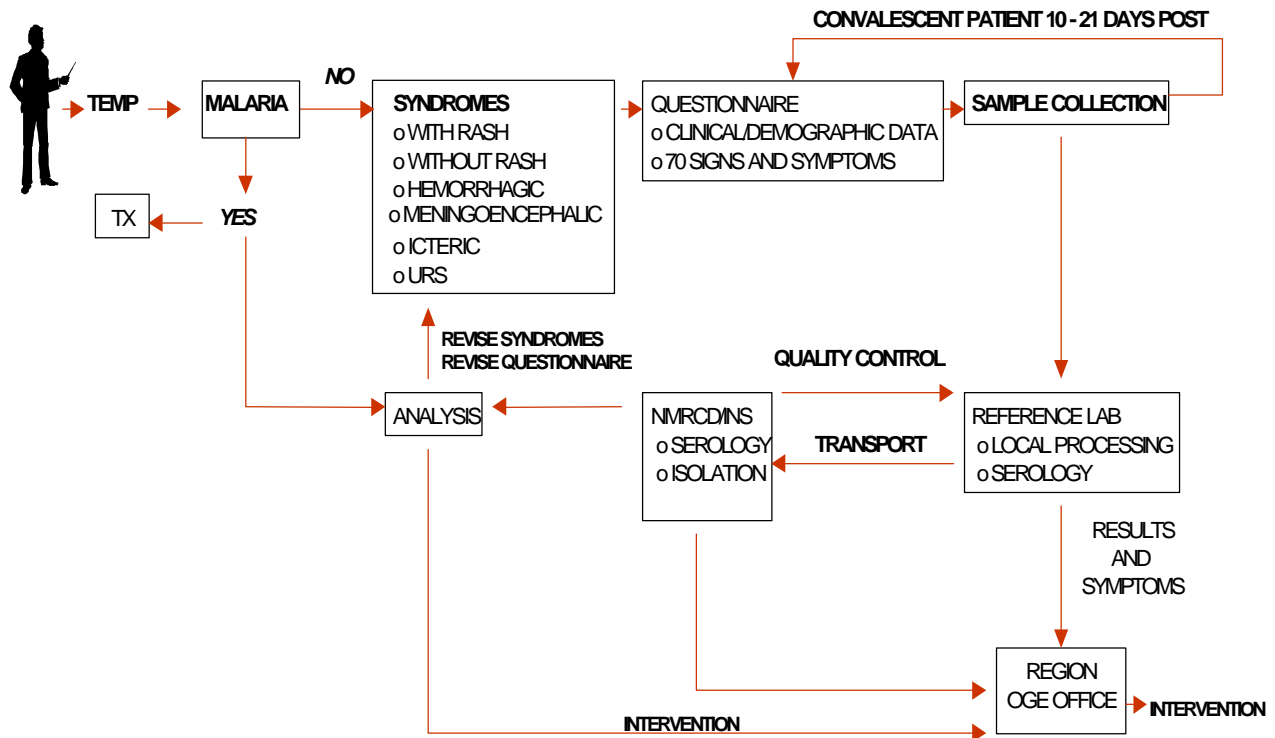 CONVALESCENT PATIENT 10 - 21 DAYS POST
TEMP
MALARIA
NO
SYNDROMES
o WITH RASH
o WITHOUT RASH
o HEMORRHAGIC
o MENINGOENCEPHALIC
o ICTERIC
o URS
QUESTIONNAIRE
o CLINICAL/DEMOGRAPHIC DATA
o 70 SIGNS AND SYMPTOMS
SAMPLE COLLECTION
TX
YES
REVISE SYNDROMES
REVISE QUESTIONNAIRE
QUALITY CONTROL
ANALYSIS
NMRCD/INS
o SEROLOGY
o ISOLATION
TRANSPORT
REFERENCE LAB
o LOCAL PROCESSING
o SEROLOGY
RESULTS
AND
SYMPTOMS
REGION
OGE OFFICE
INTERVENTION
INTERVENTION